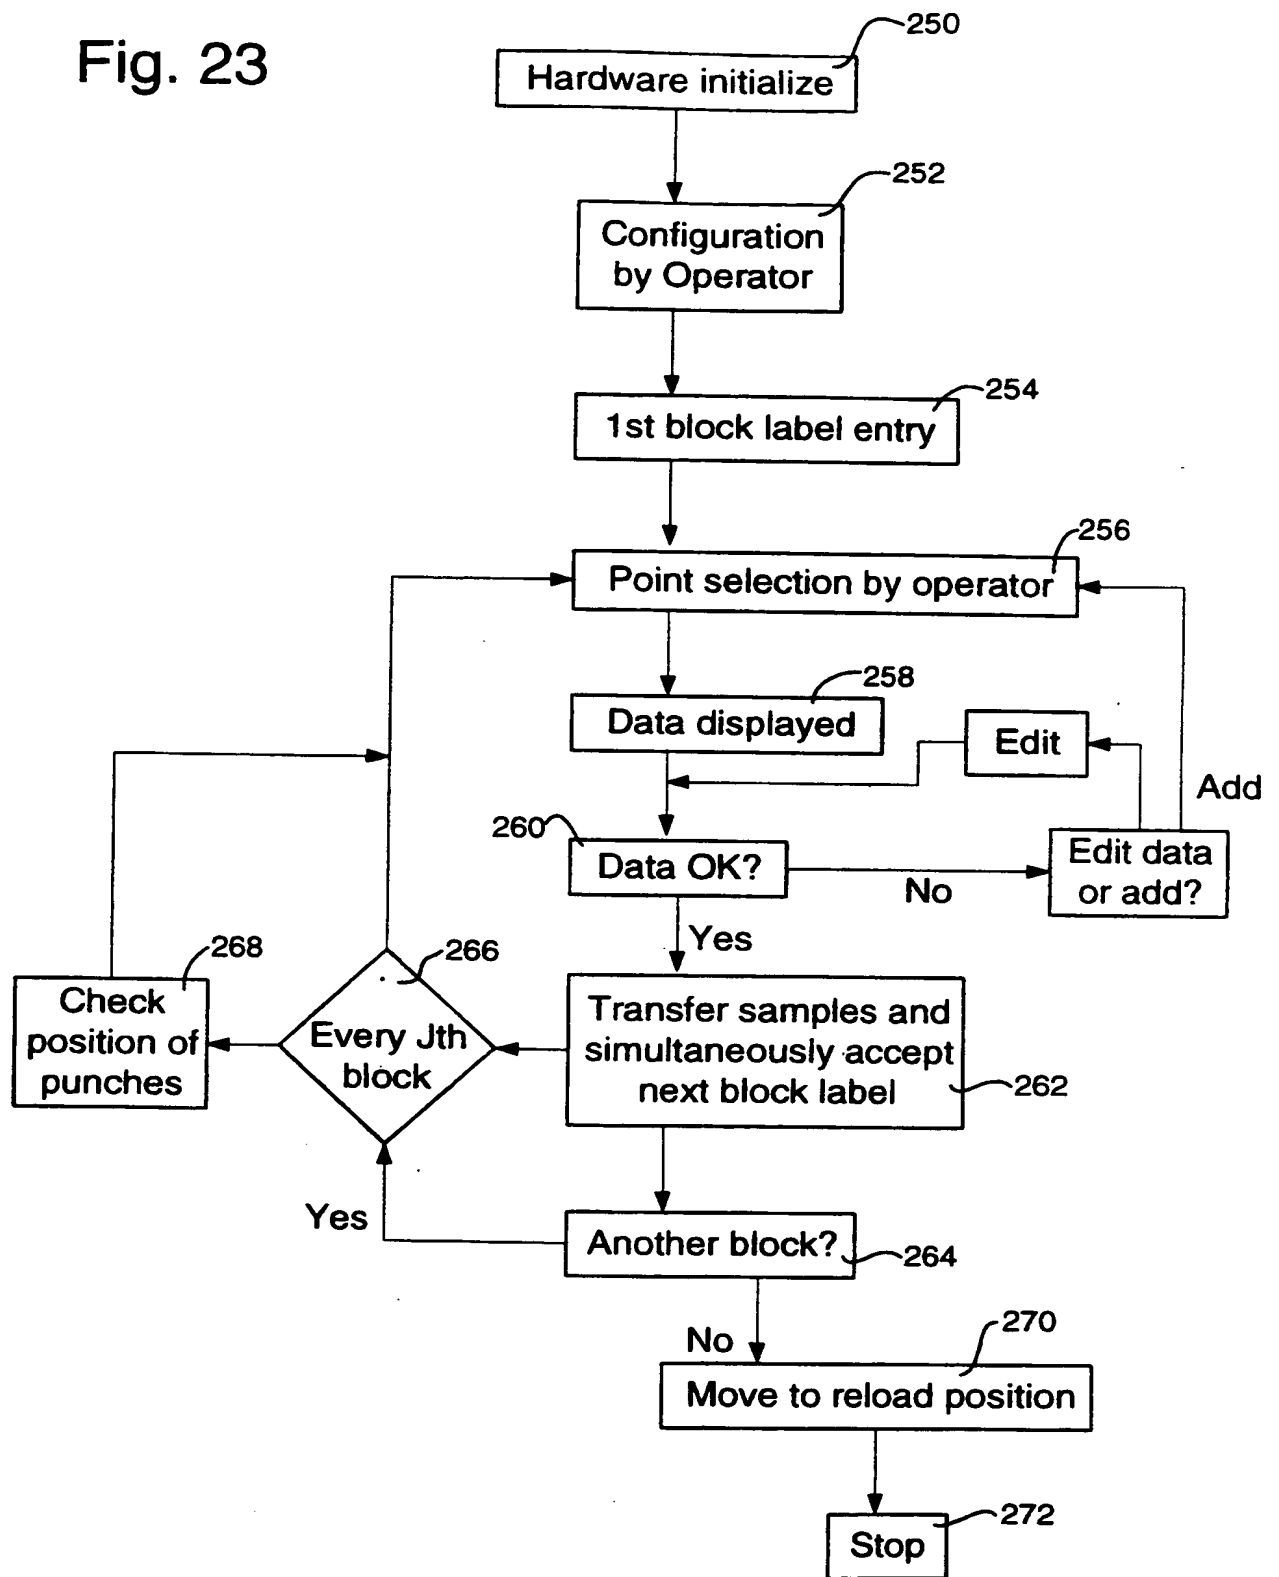 Fig. 23
250
Hardware initialize
252
Configuration
by Operator
254
1st block label entry
256
Point selection by operator
258
Data displayed
Edit
Add
260
Data OK?
No
Edit data
or add?
Yes
268
266
Check
position of
punches
Every Jth
block
Transfer samples and
simultaneously accept
next block label
262
Yes
Another block?
264
No
270
Move to reload position
272
Stop